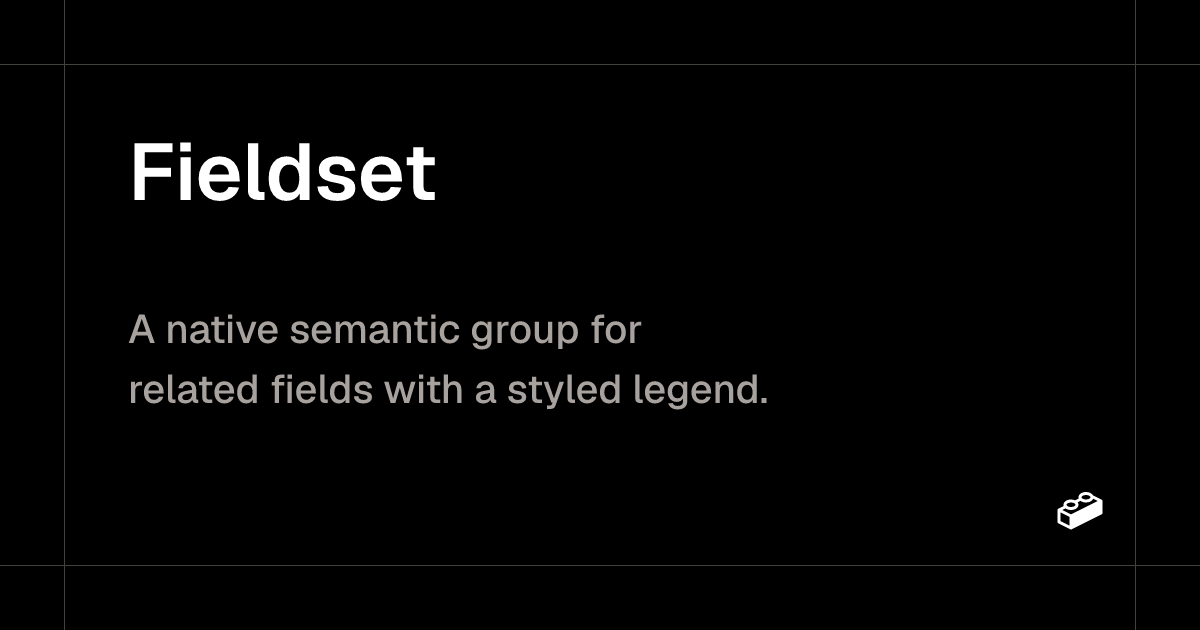 Fieldset
A native semantic group for
related fields with a styled legend.